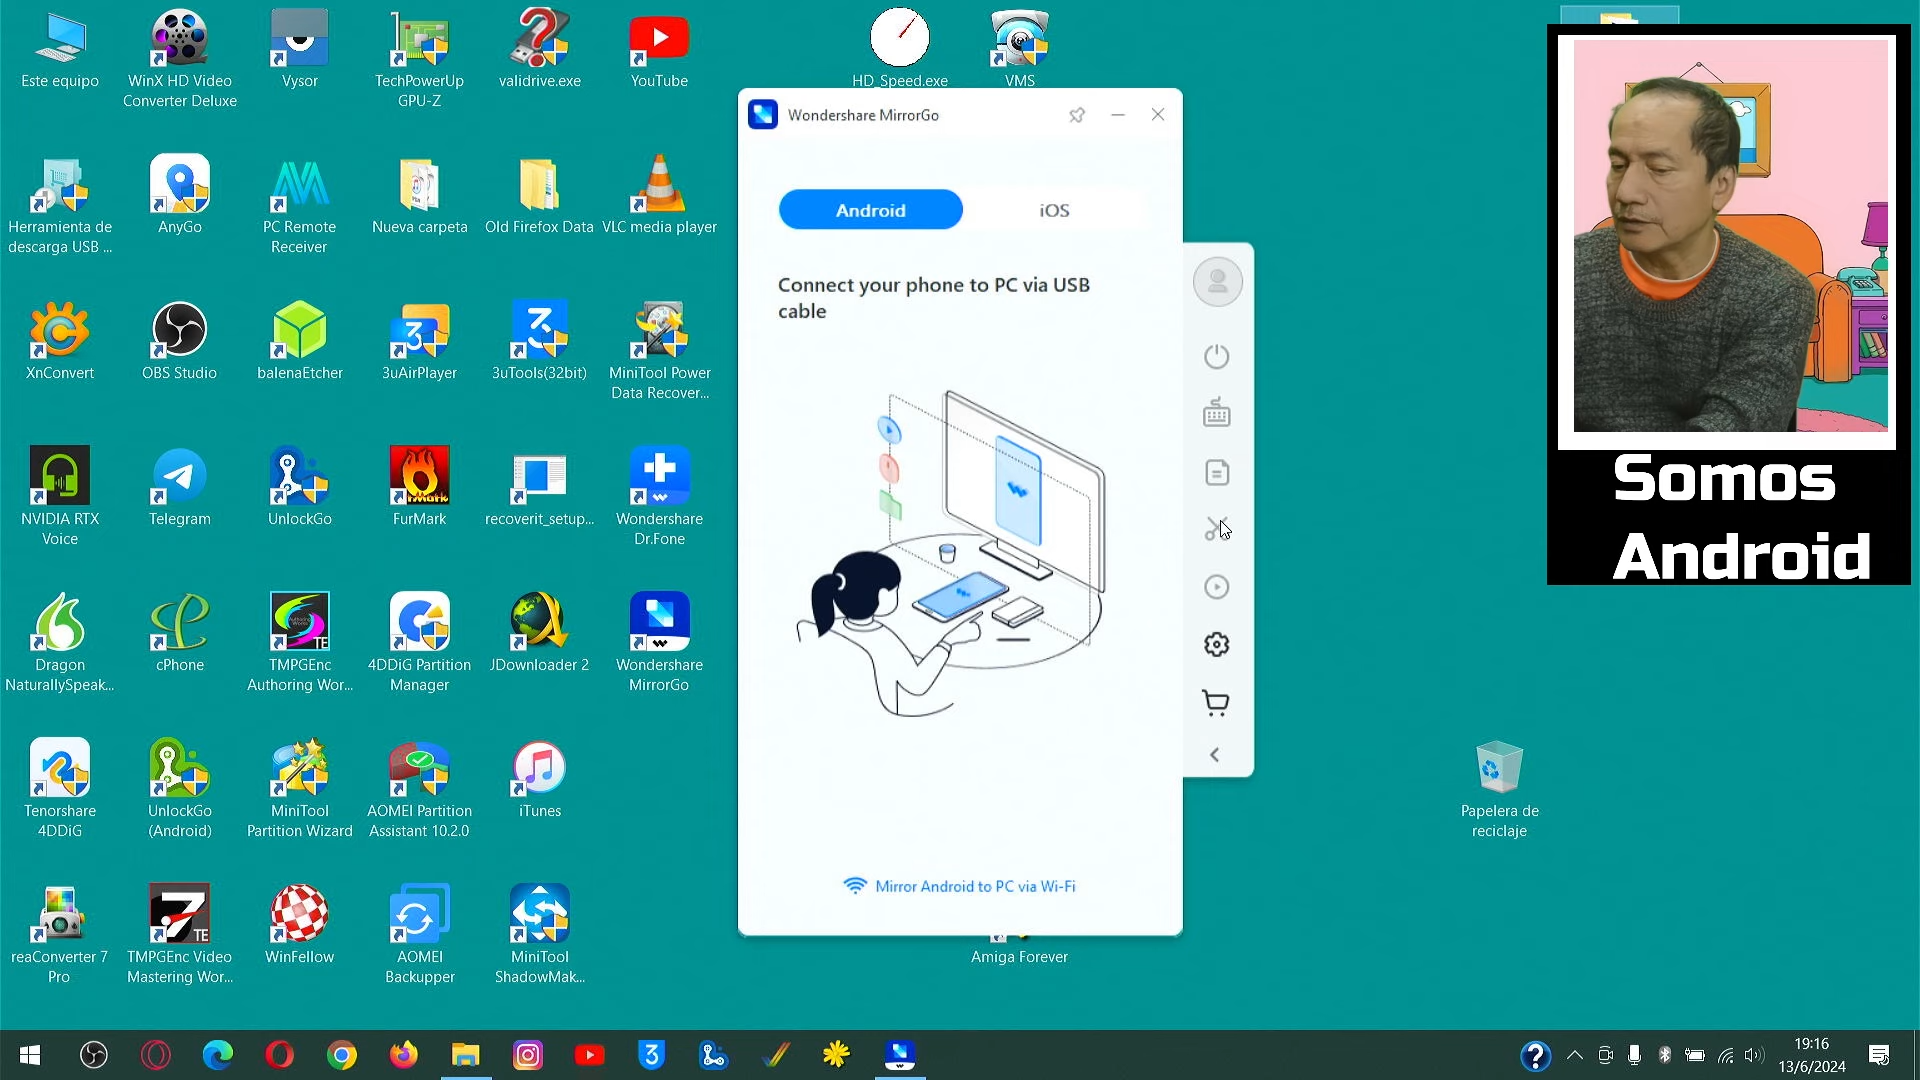 Este equipo
WinX HD Video
Converter Deluxe
Vysor
TechPowerUp
GPU-Z
validrive.exe
YouTube
HD_Speed.exe
VMS
Wondershare MirrorGo
Android
iOS
Connect your phone to PC via USB
cable
Mirror Android to PC via Wi-Fi
Herramienta de
descarga USB ...
AnyGo
PC Remote
Receiver
Nueva carpeta
Old Firefox Data
VLC media player
XnConvert
OBS Studio
balenaEtcher
3uAirPlayer
3uTools(32bit)
MiniTool Power
Data Recover...
NVIDIA RTX
Voice
Telegram
UnlockGo
FurMark
recoverit_setup...
Wondershare
Dr.Fone
Dragon
NaturallySpeak...
cPhone
TMPGEnc
Authoring Wor...
4DDiG Partition
Manager
JDownloader 2
Wondershare
MirrorGo
Tenorshare
4DDiG
UnlockGo
(Android)
MiniTool
Partition Wizard
AOMEI Partition
Assistant 10.2.0
iTunes
reaConverter 7
Pro
TMPGEnc Video
Mastering Wor...
WinFellow
AOMEI
Backupper
MiniTool
ShadowMak...
Amiga Forever
Papelera de
reciclaje
Somos
Android
19:16
13/6/2024